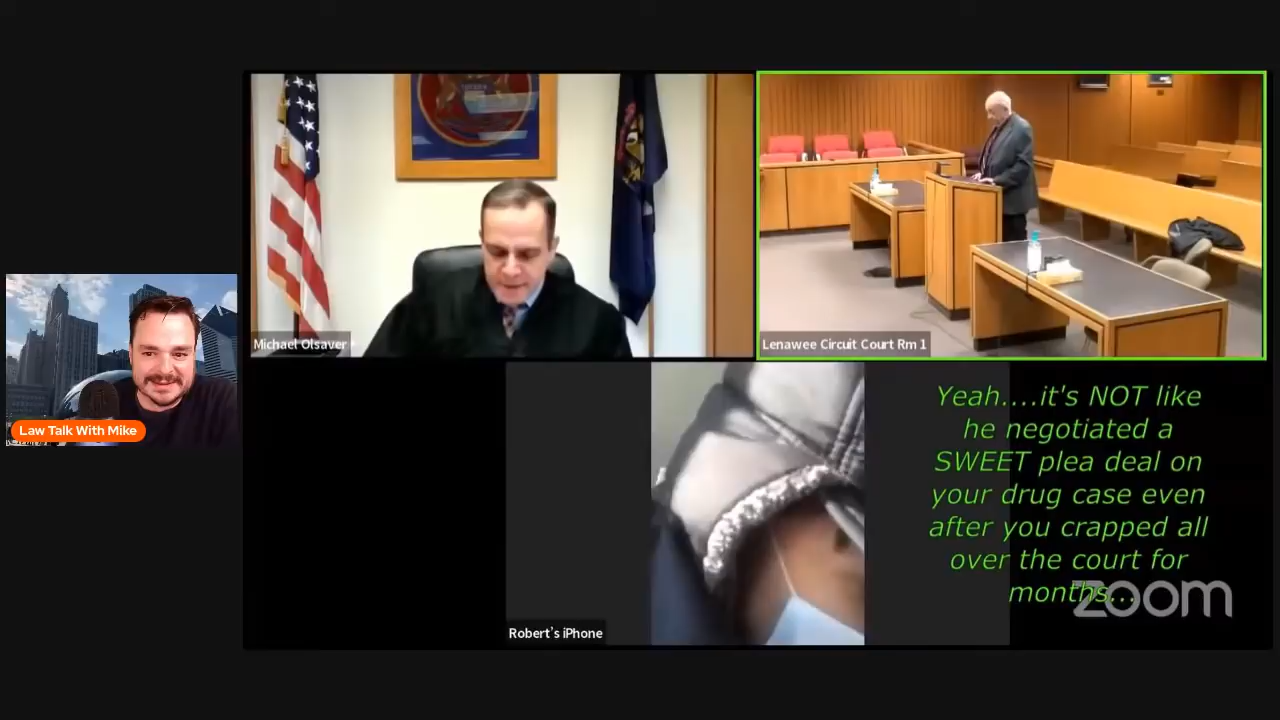 Michael Olsaver
Lenawee Circuit Court Rm 1
Law Talk With Mike
Yeah....it's NOT like
he negotiated a
SWEET plea deal on
your drug case even
after you crapped all
over the court for
months...
zoom
Robert's iPhone